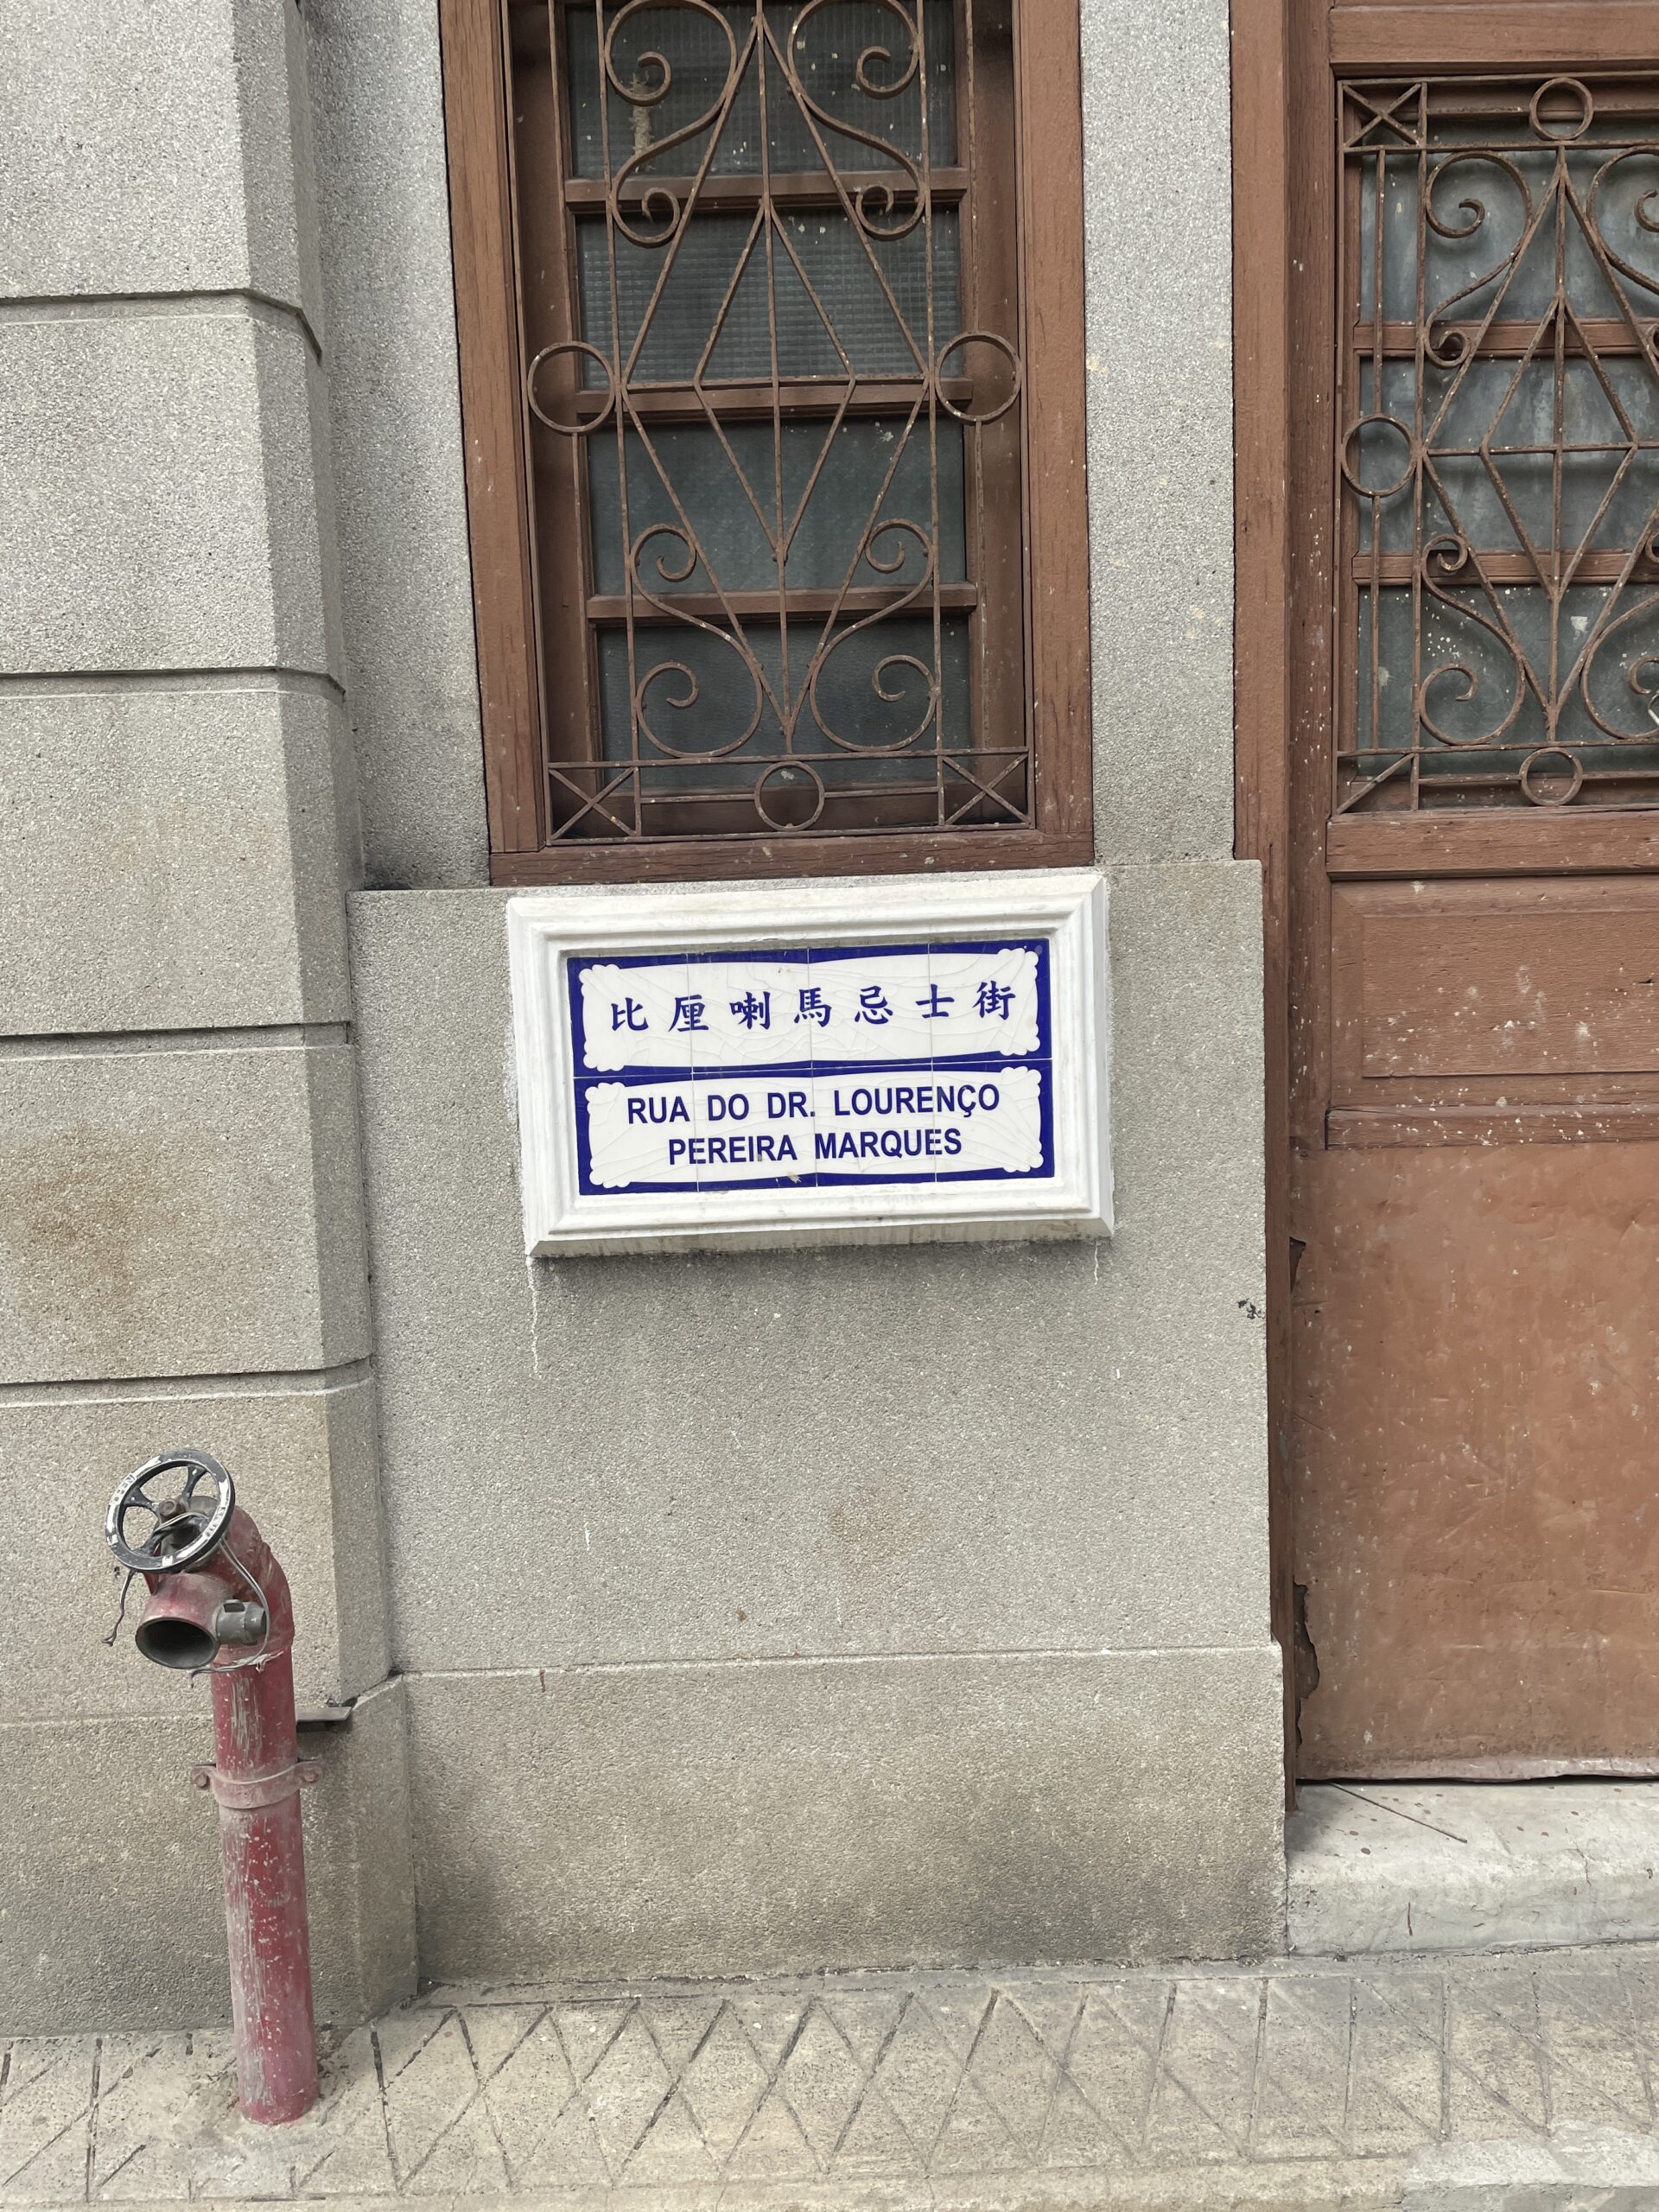 比厘喇馬忌士街
RUA DO DR. LOURENÇO
PEREIRA MARQUES